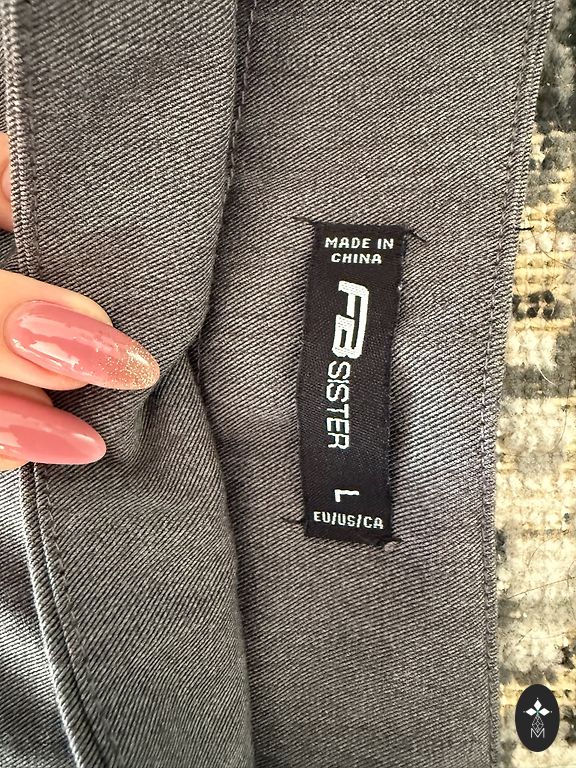 MADE IN
CHINA
FB SISTER
L
EU/US/CA
M